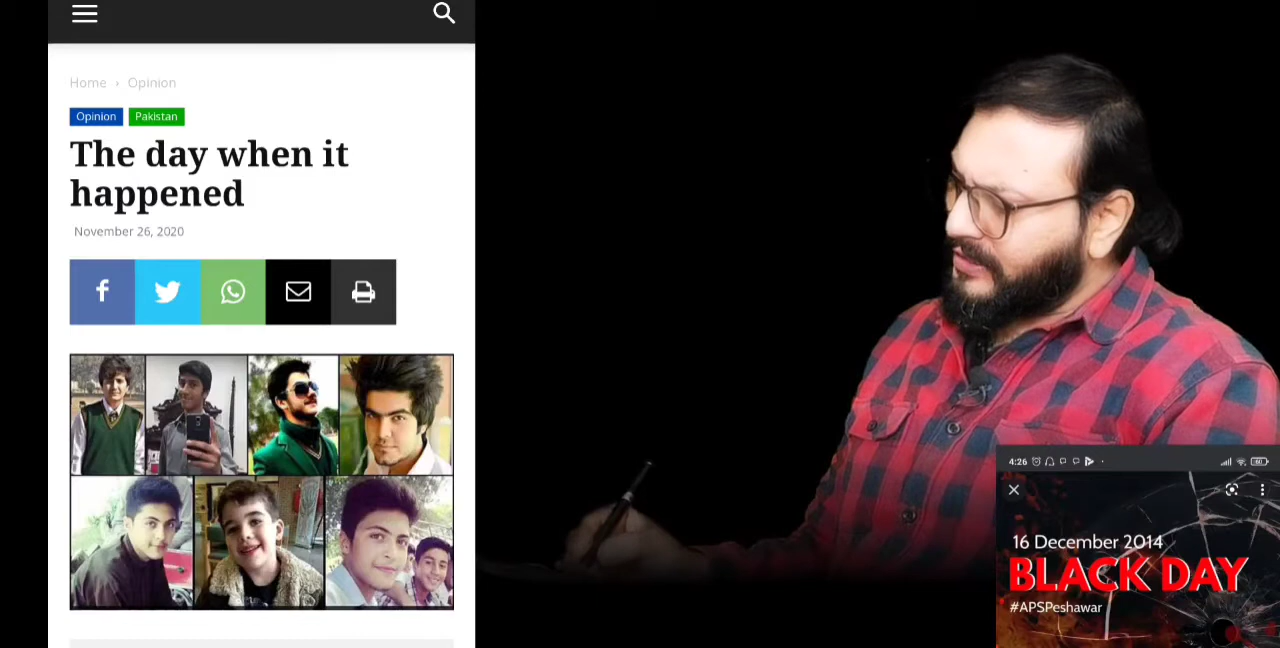 Home › Opinion
Opinion Pakistan
The day when it
happened
November 26, 2020
4:26
16 December 2014
BLACK DAY
#APSPeshawar